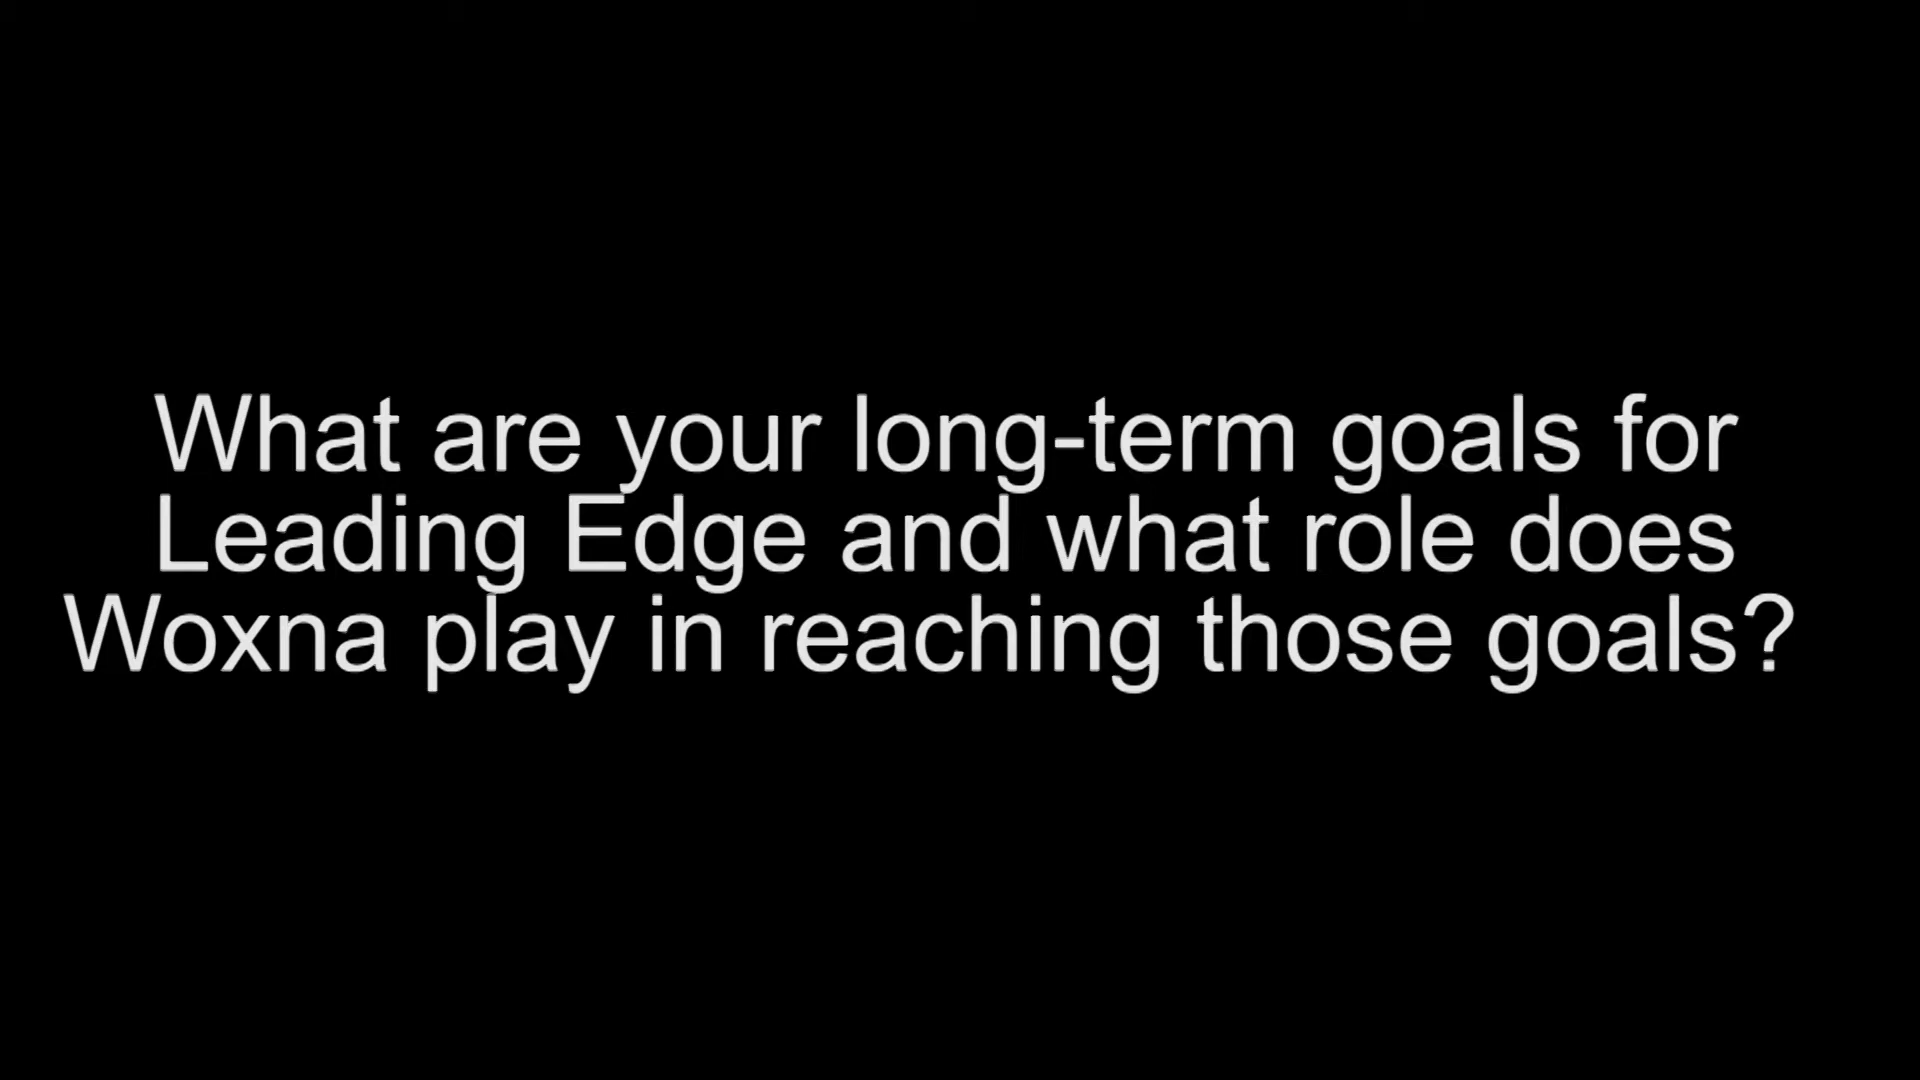 What are your long-term goals for
Leading Edge and what role does
Woxna play in reaching those goals?